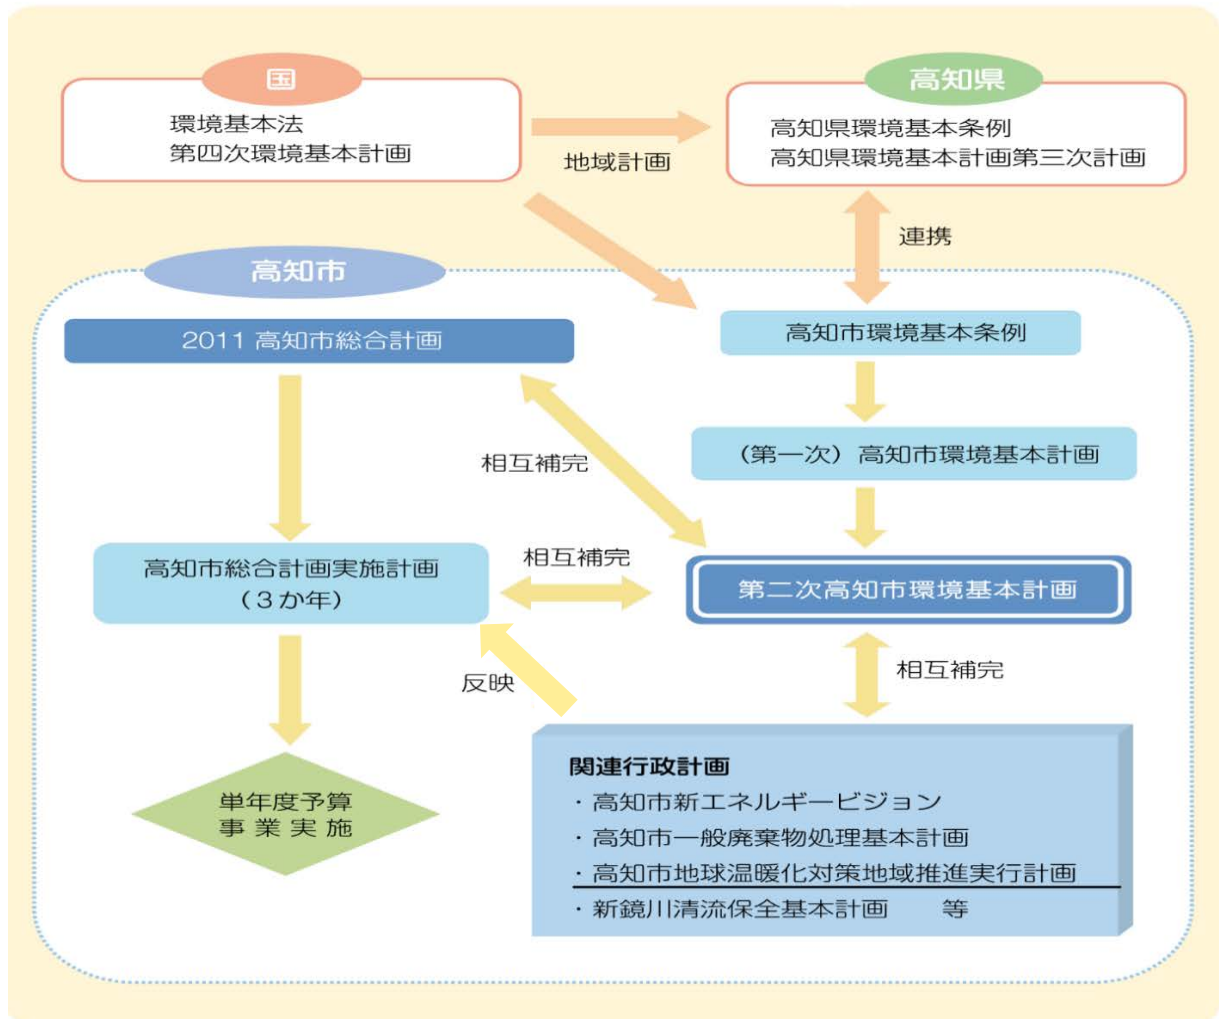 国
環境基本法
第四次環境基本計画
地域計画
高知県
高知県環境基本条例
高知県環境基本計画第三次計画
連携
高知市
2011 高知市総合計画
高知市環境基本条例
相互補完
(第一次) 高知市環境基本計画
高知市総合計画実施計画
(3か年)
相互補完
第二次高知市環境基本計画
反映
相互補完
単年度予算
事業実施
関連行政計画
・高知市新エネルギービジョン
・高知市一般廃棄物処理基本計画
・高知市地球温暖化対策地域推進実行計画
・新鏡川清流保全基本計画　　等